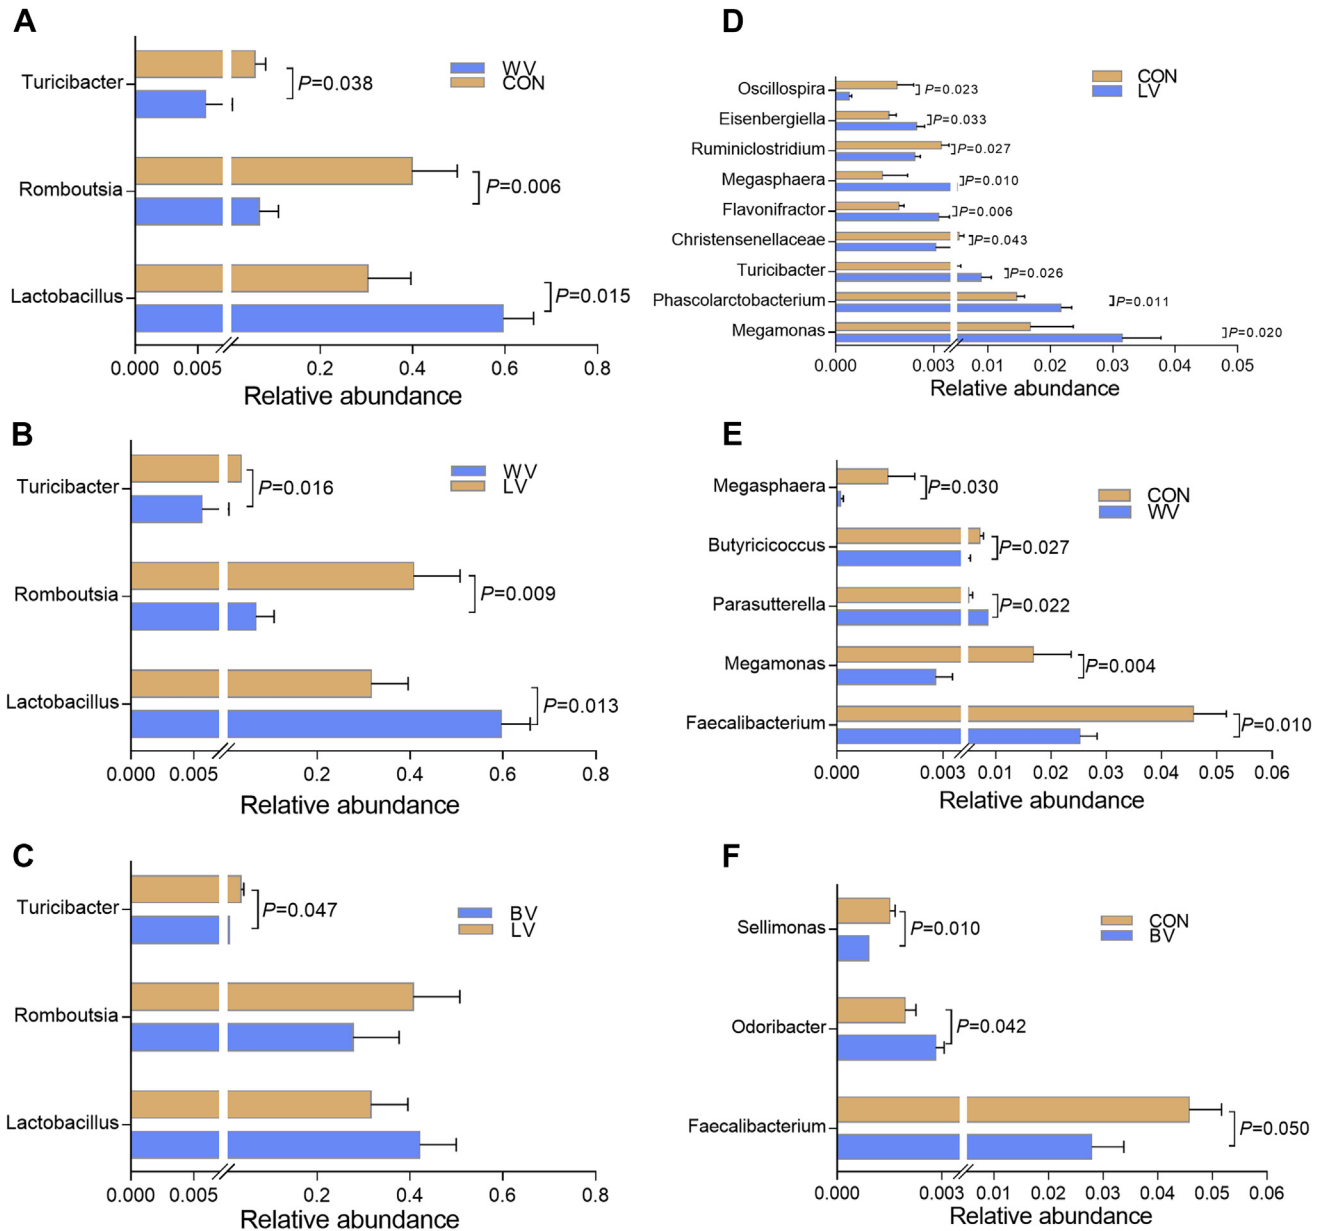 A
WV
CON
Turicibacter
P=0.038
Romboutsia
P=0.006
Lactobacillus
P=0.015
0.000 0.005 0.2 0.4 0.6 0.8
Relative abundance
B
WV
LV
Turicibacter
P=0.016
Romboutsia
P=0.009
Lactobacillus
P=0.013
0.000 0.005 0.2 0.4 0.6 0.8
Relative abundance
C
BV
LV
Turicibacter
P=0.047
Romboutsia
Lactobacillus
0.000 0.005 0.2 0.4 0.6 0.8
Relative abundance
D
CON
LV
Oscillospira
P=0.023
Eisenbergiella
P=0.033
Ruminiclostridium
P=0.027
Megasphaera
P=0.010
Flavonifractor
P=0.006
Christensenellaceae
P=0.043
Turicibacter
P=0.026
Phascolarctobacterium
P=0.011
Megamonas
P=0.020
0.000 0.003 0.01 0.02 0.03 0.04 0.05
Relative abundance
E
CON
WV
Megasphaera
P=0.030
Butyricicoccus
P=0.027
Parasutterella
P=0.022
Megamonas
P=0.004
Faecalibacterium
P=0.010
0.000 0.003 0.01 0.02 0.03 0.04 0.05 0.06
Relative abundance
F
CON
BV
Sellimonas
P=0.010
Odoribacter
P=0.042
Faecalibacterium
P=0.050
0.000 0.003 0.01 0.02 0.03 0.04 0.05 0.06
Relative abundance